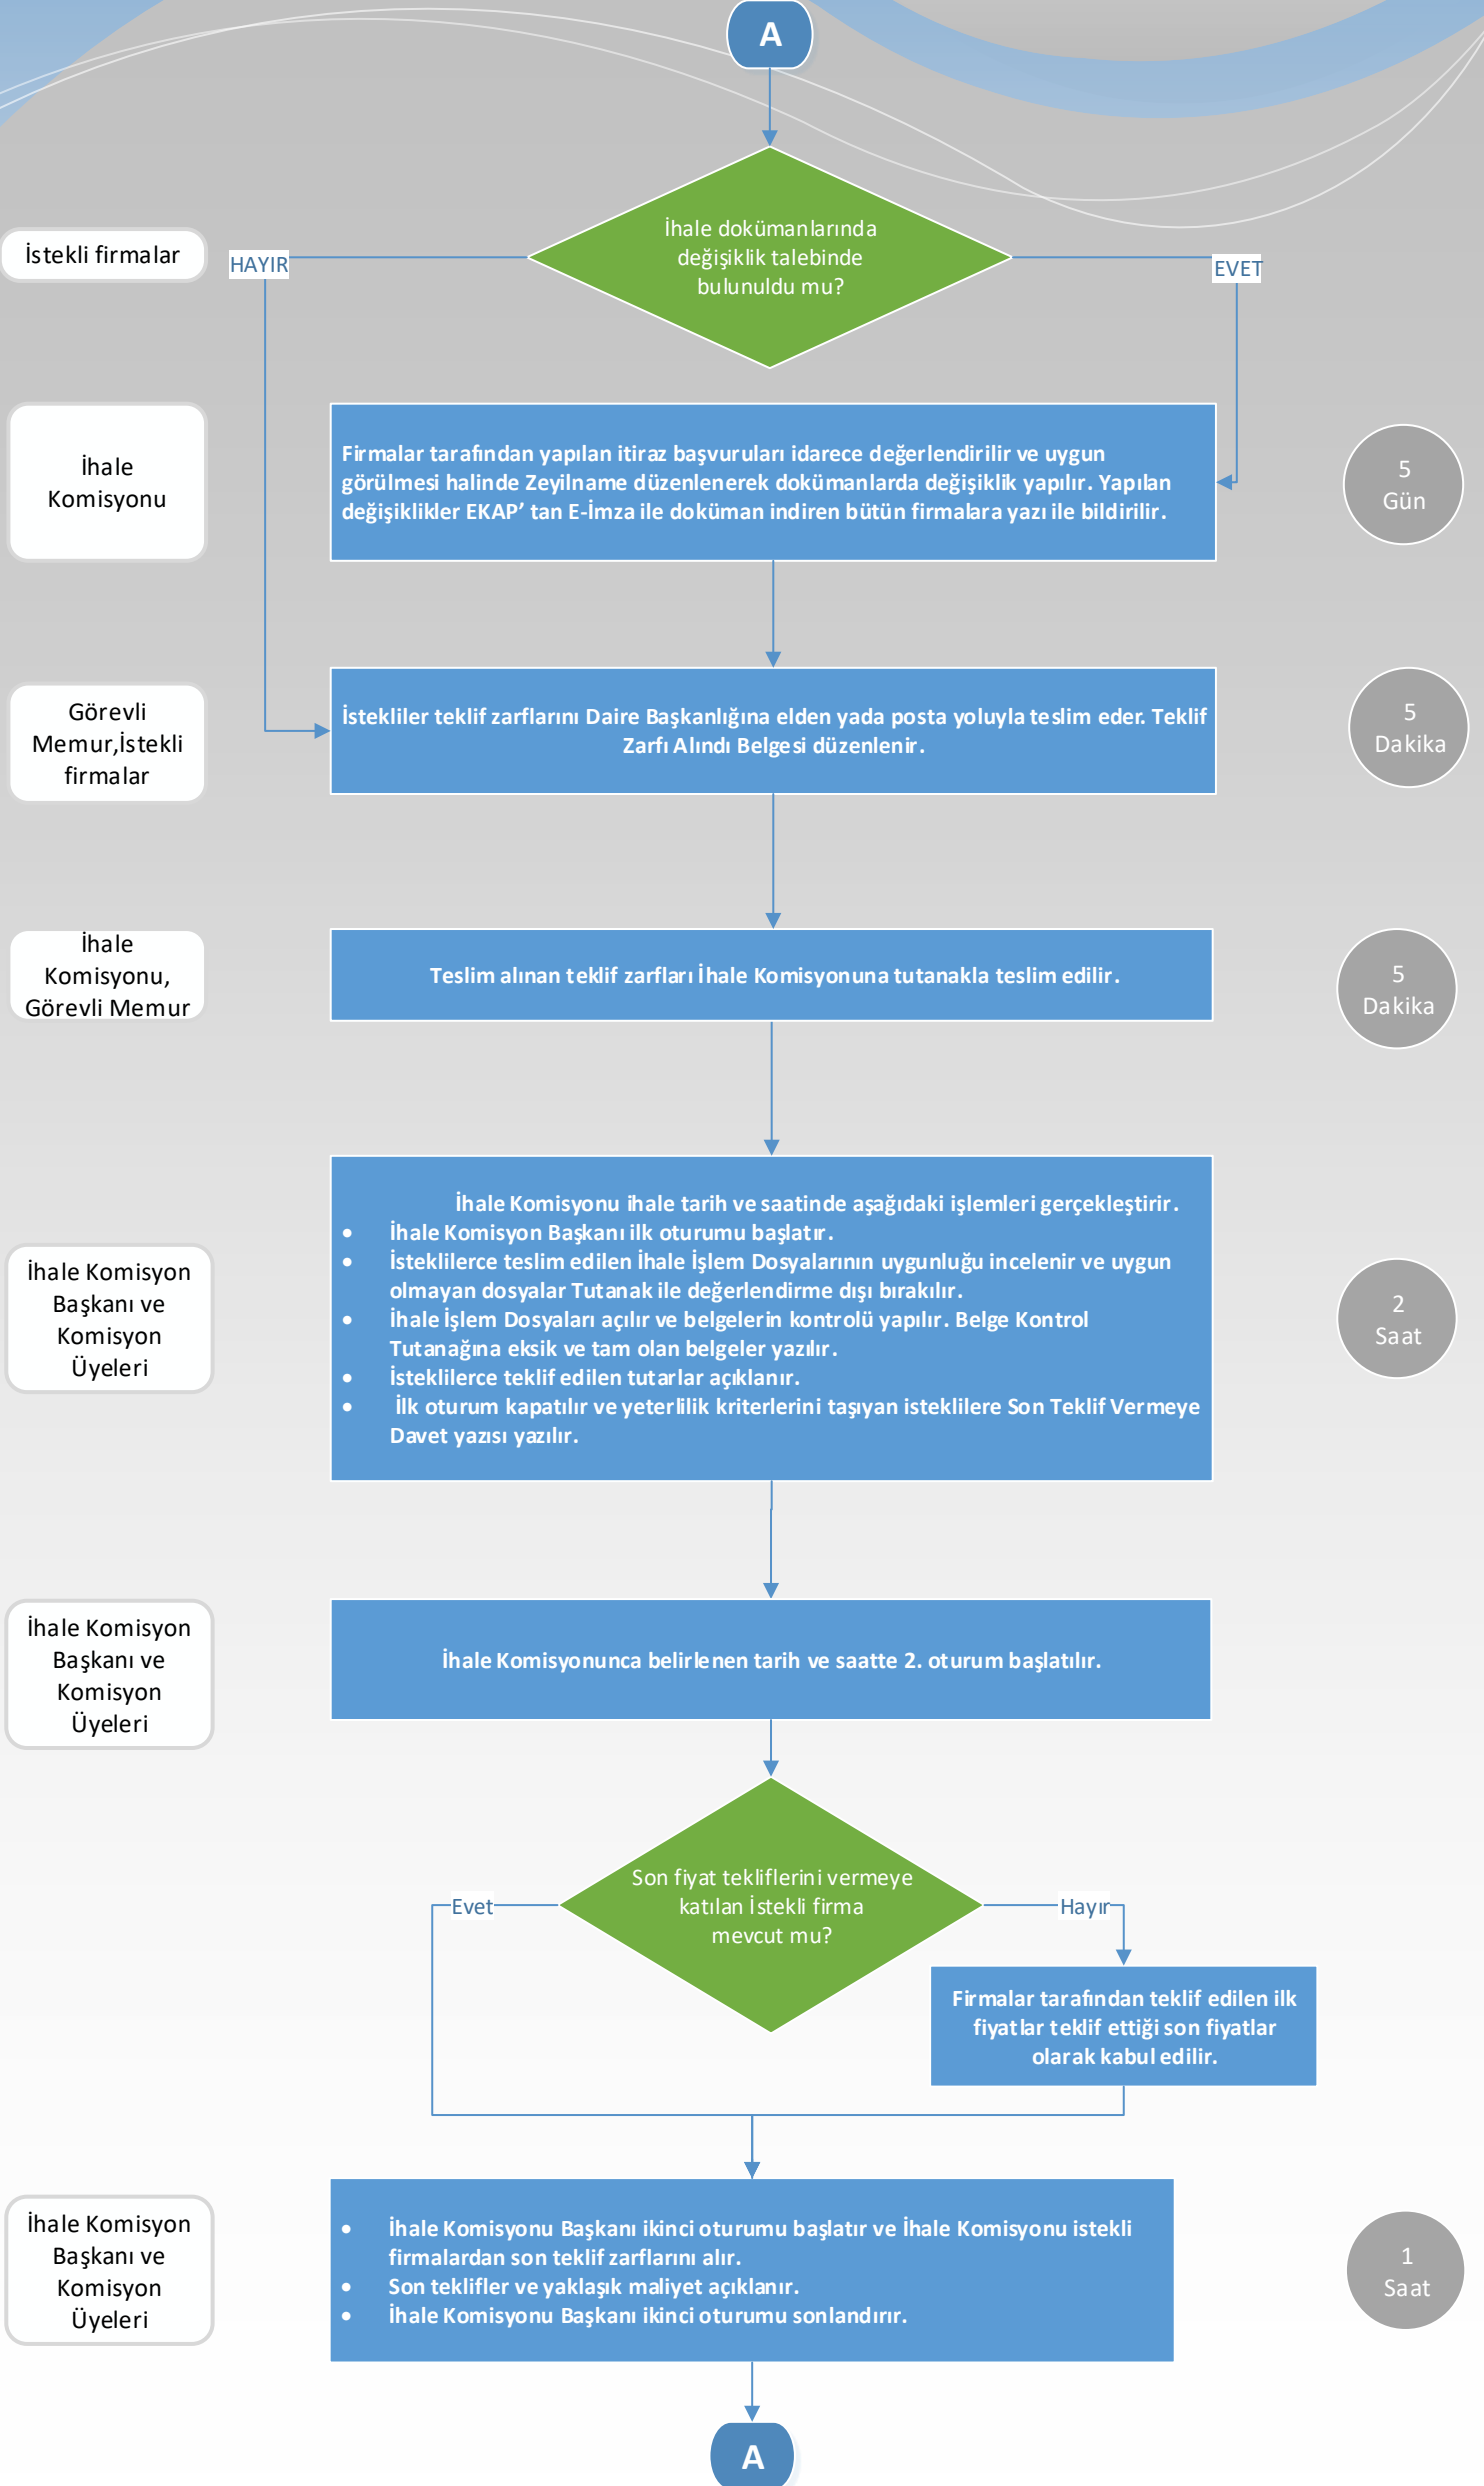 A
İhale dokümanlarında
değişiklik talebinde
bulunuldu mu?
İstekli firmalar
HAYIR
EVET
İhale
Komisyonu
Firmalar tarafından yapılan itiraz başvuruları idarece değerlendirilir ve uygun
görülmesi halinde Zeyilname düzenlenerek dokümanlarda değişiklik yapılır. Yapılan
değişiklikler EKAP’ tan E-İmza ile doküman indiren bütün firmalara yazı ile bildirilir.
5
Gün
Görevli
Memur,İstekli
firmalar
İstekliler teklif zarflarını Daire Başkanlığına elden yada posta yoluyla teslim eder. Teklif
Zarfı Alındı Belgesi düzenlenir.
5
Dakika
İhale
Komisyonu,
Görevli Memur
Teslim alınan teklif zarfları İhale Komisyonuna tutanakla teslim edilir.
5
Dakika
İhale Komisyon
Başkanı ve
Komisyon
Üyeleri
İhale Komisyonu ihale tarih ve saatinde aşağıdaki işlemleri gerçekleştirir.
• İhale Komisyon Başkanı ilk oturumu başlatır.
• İsteklilerce teslim edilen İhale İşlem Dosyalarının uygunluğu incelenir ve uygun
olmayan dosyalar Tutanak ile değerlendirme dışı bırakılır.
• İhale İşlem Dosyaları açılır ve belgelerin kontrolü yapılır. Belge Kontrol
Tutanağına eksik ve tam olan belgeler yazılır.
• İsteklilerce teklif edilen tutarlar açıklanır.
• İlk oturum kapatılır ve yeterlilik kriterlerini taşıyan isteklilere Son Teklif Vermeye
Davet yazısı yazılır.
2
Saat
İhale Komisyon
Başkanı ve
Komisyon
Üyeleri
İhale Komisyonunca belirlenen tarih ve saatte 2. oturum başlatılır.
Son fiyat tekliflerini vermeye
katılan İstekli firma
mevcut mu?
Evet
Hayır
Firmalar tarafından teklif edilen ilk
fiyatlar teklif ettiği son fiyatlar
olarak kabul edilir.
İhale Komisyon
Başkanı ve
Komisyon
Üyeleri
• İhale Komisyonu Başkanı ikinci oturumu başlatır ve İhale Komisyonu istekli
firmalardan son teklif zarflarını alır.
• Son teklifler ve yaklaşık maliyet açıklanır.
• İhale Komisyonu Başkanı ikinci oturumu sonlandırır.
1
Saat
A